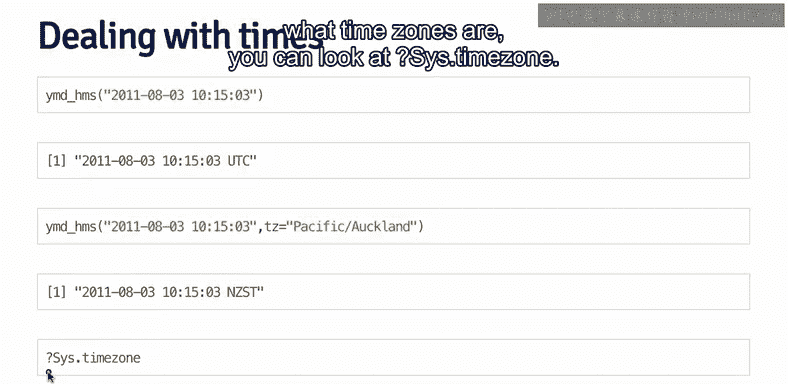 Dealing with times
what time zones are,
you can look at ?Sys.timezone.
ymd_hms("2011-08-03 10:15:03")
[1] "2011-08-03 10:15:03 UTC"
ymd_hms("2011-08-03 10:15:03",tz="Pacific/Auckland")
[1] "2011-08-03 10:15:03 NZST"
?Sys.timezone